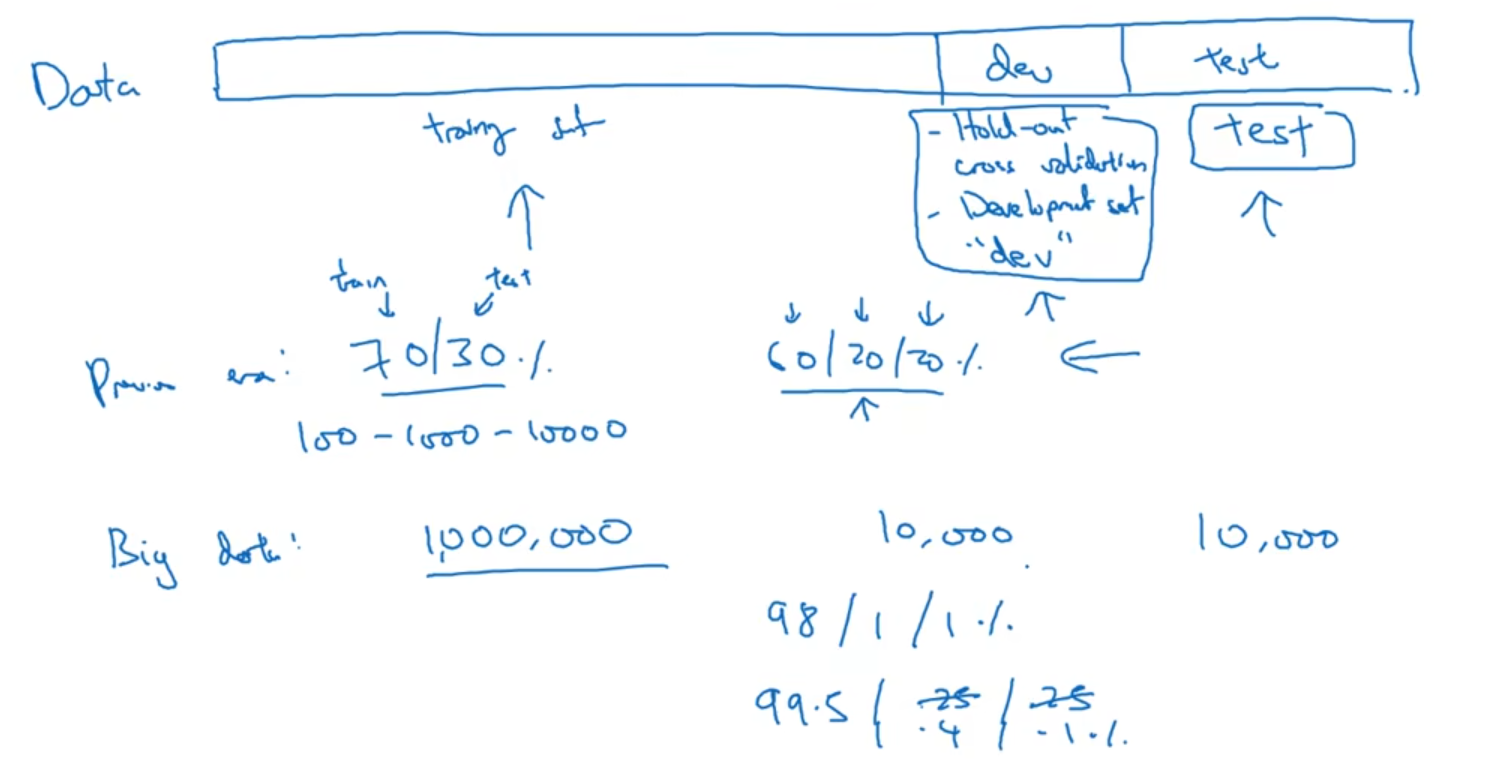 Data dev test
training set
- Hold-out
cross validation
- Development set
"dev"
test
train test
Previous era: 70/30% 60/20/20%
100 - 1000 - 10000
Big data: 1,000,000 10,000 10,000
98/1/1%
99.5 / .25 / .25
.4 .1%